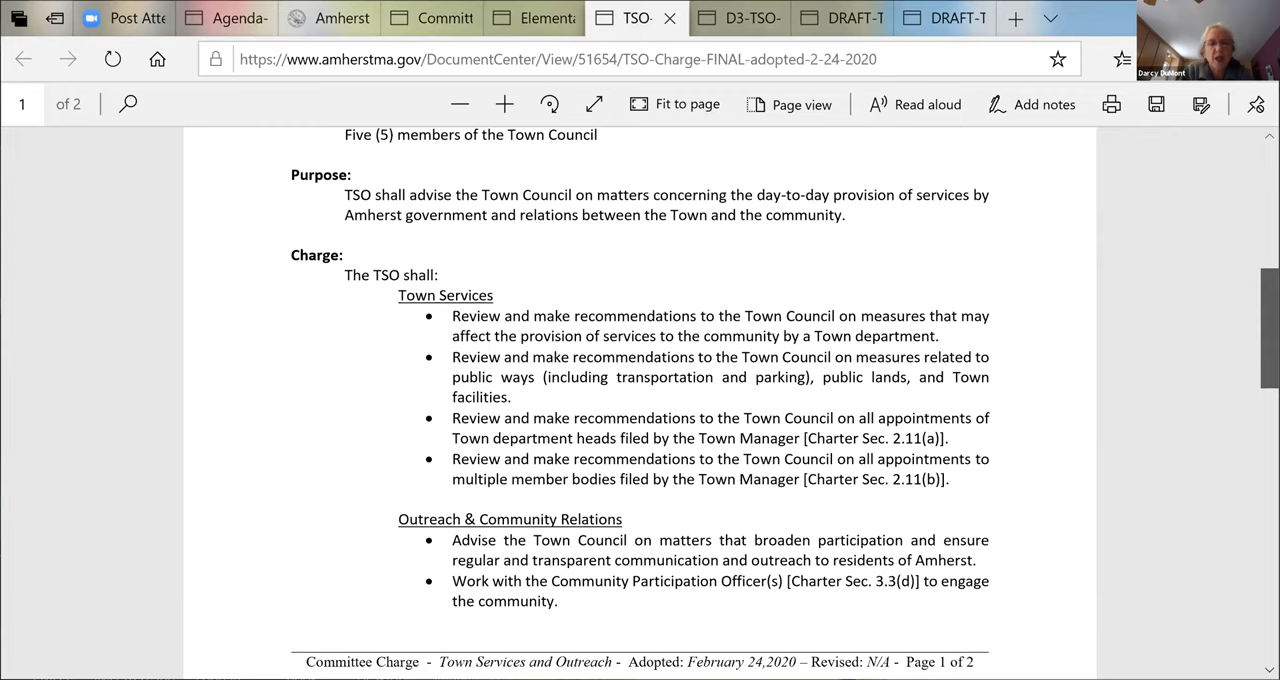 Post Atte
Agenda-
Amherst
Committ
Elementa
TSO-
D3-TSO-
DRAFT-T
DRAFT-T
https://www.amherstma.gov/DocumentCenter/View/51654/TSO-Charge-FINAL-adopted-2-24-2020
Darcy DuMont
1 of 2
Fit to page
Page view
Read aloud
Add notes
Five (5) members of the Town Council
Purpose:
TSO shall advise the Town Council on matters concerning the day-to-day provision of services by
Amherst government and relations between the Town and the community.
Charge:
The TSO shall:
Town Services
• Review and make recommendations to the Town Council on measures that may
affect the provision of services to the community by a Town department.
• Review and make recommendations to the Town Council on measures related to
public ways (including transportation and parking), public lands, and Town
facilities.
• Review and make recommendations to the Town Council on all appointments of
Town department heads filed by the Town Manager [Charter Sec. 2.11(a)].
• Review and make recommendations to the Town Council on all appointments to
multiple member bodies filed by the Town Manager [Charter Sec. 2.11(b)].
Outreach & Community Relations
• Advise the Town Council on matters that broaden participation and ensure
regular and transparent communication and outreach to residents of Amherst.
• Work with the Community Participation Officer(s) [Charter Sec. 3.3(d)] to engage
the community.
Committee Charge - Town Services and Outreach - Adopted: February 24,2020 – Revised: N/A - Page 1 of 2